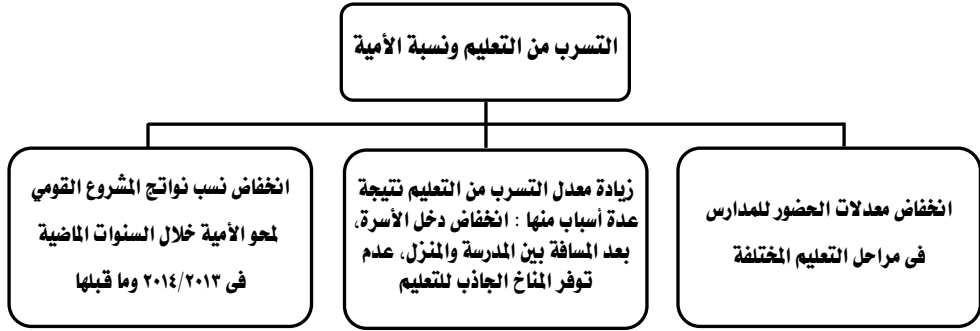 التسرب من التعليم ونسبة الأمية
انخفاض معدلات الحضور للمدارس
فى مراحل التعليم المختلفة
زيادة معدل التسرب من التعليم نتيجة
عدة أسباب منها : انخفاض دخل الأسرة،
بعد المسافة بين المدرسة والمنزل، عدم
توفر المناخ الجاذب للتعليم
انخفاض نسب نواتج المشروع القومي
لمحو الأمية خلال السنوات الماضية
فى ٢٠١٤/٢٠١٣ وما قبلها